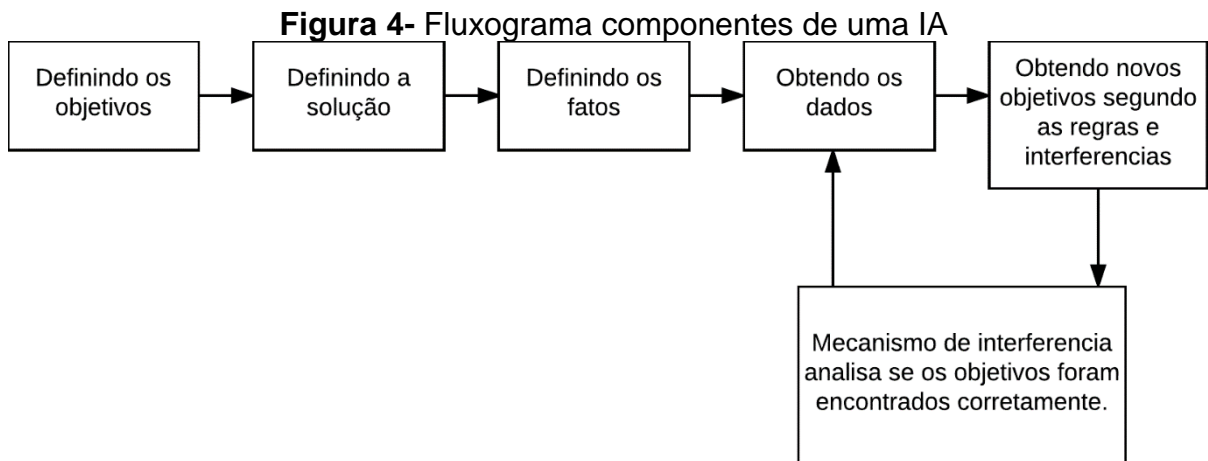 Figura 4- Fluxograma componentes de uma IA
Definindo os
objetivos
Definindo a
solução
Definindo os
fatos
Obtendo os
dados
Obtendo novos
objetivos segundo
as regras e
interferencias
Mecanismo de interferencia
analisa se os objetivos foram
encontrados corretamente.